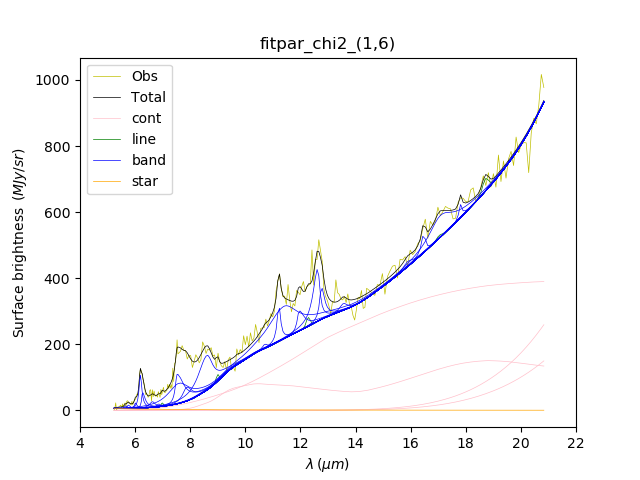 fitpar_chi2_(1,6)
Surface brightness (MJy/sr)
1000
800
600
400
200
0
Obs
Total
cont
line
band
star
4 6 8 10 12 14 16 18 20 22
λ (μm)